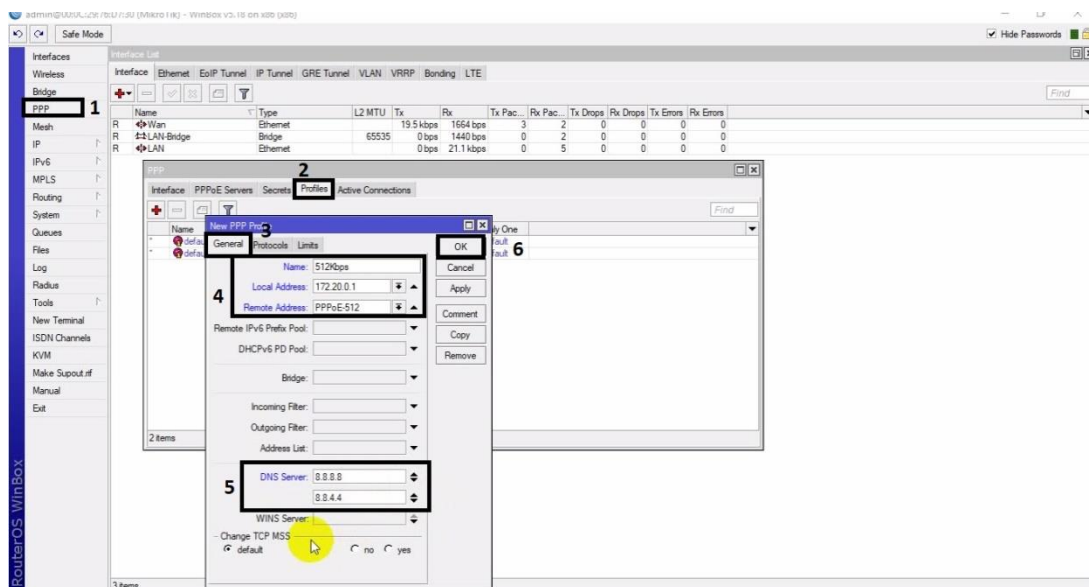 admin@00:0C:29:76:D7:30 (MikroTik) - WinBox v5.18 on x86 (x86)
Safe Mode
Hide Passwords
Interfaces
Wireless
Bridge
PPP 1
Mesh
IP
IPv6
MPLS
Routing
System
Queues
Files
Log
Radius
Tools
New Terminal
ISDN Channels
KVM
Make Supout.rif
Manual
Exit
RouterOS WinBox
Interface List
Interface Ethernet EoIP Tunnel IP Tunnel GRE Tunnel VLAN VRRP Bonding LTE
Find
Name Type L2 MTU Tx Rx Tx Pac... Rx Pac... Tx Drops Rx Drops Tx Errors Rx Errors
R Wan Ethernet 19.5 kbps 1664 bps 3 2 0 0 0 0
R LAN-Bridge Bridge 65535 0 bps 1440 bps 0 2 0 0 0 0
R LAN Ethernet 0 bps 21.1 kbps 0 5 0 0 0 0
PPP
2
Interface PPPoE Servers Secrets Profiles Active Connections
Find
Name
* defau
* defau
2 items
New PPP Profi
3
General Protocols Limits
4
Name: 512Kbps
Local Address: 172.20.0.1
Remote Address: PPPoE-512
Remote IPv6 Prefix Pool:
DHCPv6 PD Pool:
Bridge:
Incoming Filter:
Outgoing Filter:
Address List:
5
DNS Server: 8.8.8.8
8.8.4.4
WINS Server:
Change TCP MSS
default no yes
OK 6
Cancel
Apply
Comment
Copy
Remove
3 items